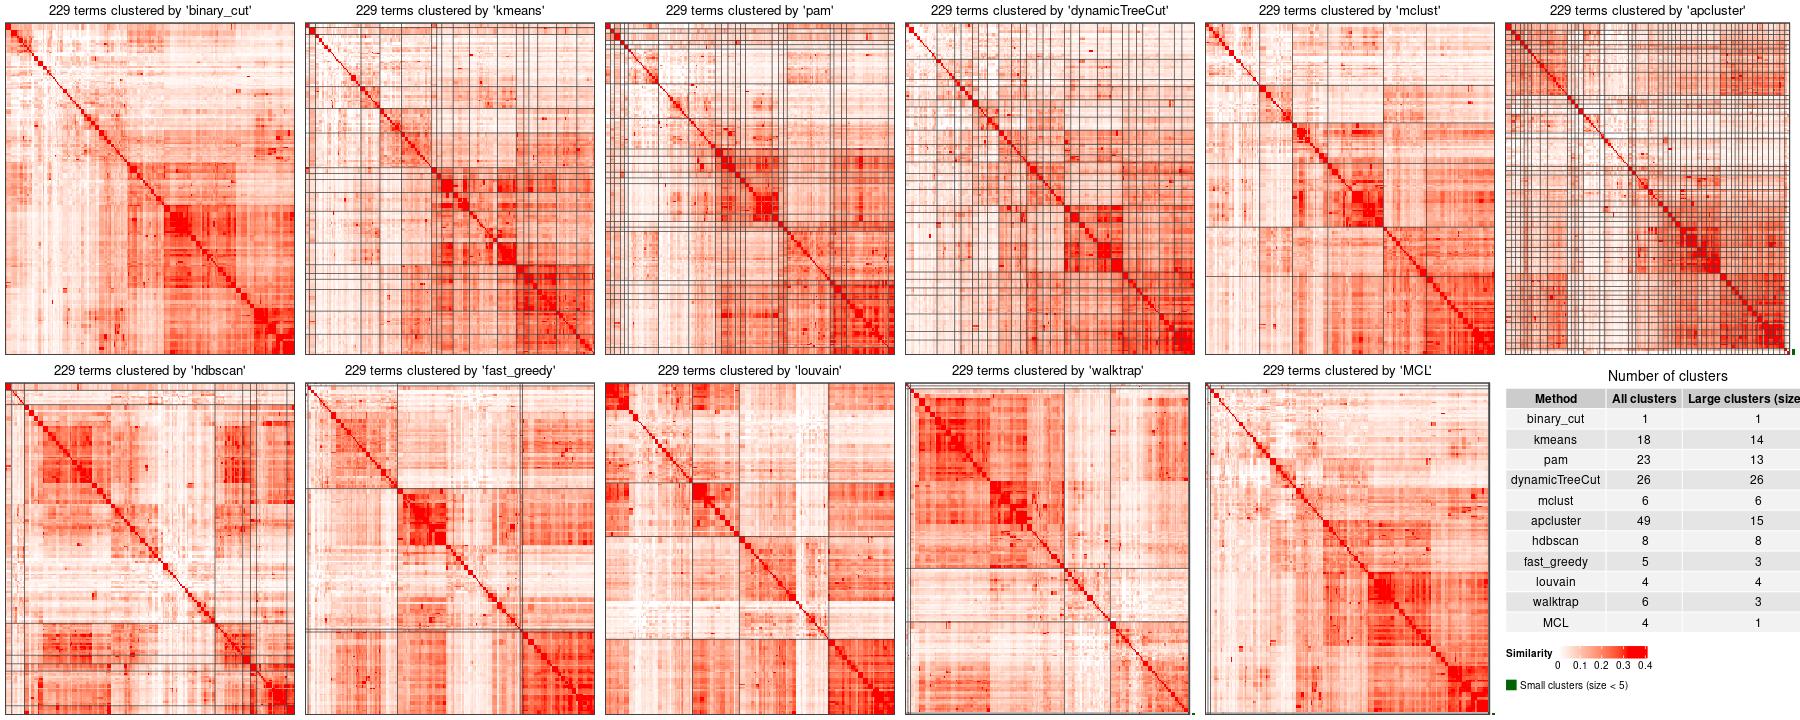 229 terms clustered by 'binary_cut'
229 terms clustered by 'kmeans'
229 terms clustered by 'pam'
229 terms clustered by 'dynamicTreeCut'
229 terms clustered by 'mclust'
229 terms clustered by 'apcluster'
229 terms clustered by 'hdbscan'
229 terms clustered by 'fast_greedy'
229 terms clustered by 'louvain'
229 terms clustered by 'walktrap'
229 terms clustered by 'MCL'
Number of clusters
Method All clusters Large clusters (size
binary_cut 1 1
kmeans 18 14
pam 23 13
dynamicTreeCut 26 26
mclust 6 6
apcluster 49 15
hdbscan 8 8
fast_greedy 5 3
louvain 4 4
walktrap 6 3
MCL 4 1
Similarity
0 0.1 0.2 0.3 0.4
Small clusters (size < 5)